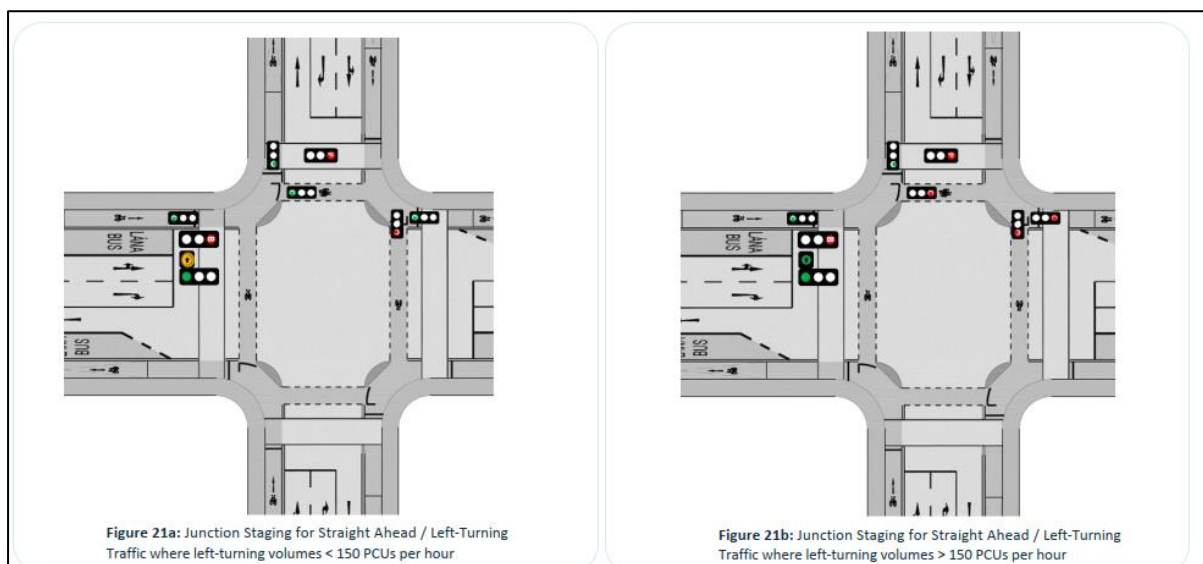 LÁNA
BUS
BUS
Figure 21a: Junction Staging for Straight Ahead / Left-Turning
Traffic where left-turning volumes < 150 PCUs per hour
LÁNA
BUS
BUS
Figure 21b: Junction Staging for Straight Ahead / Left-Turning
Traffic where left-turning volumes > 150 PCUs per hour